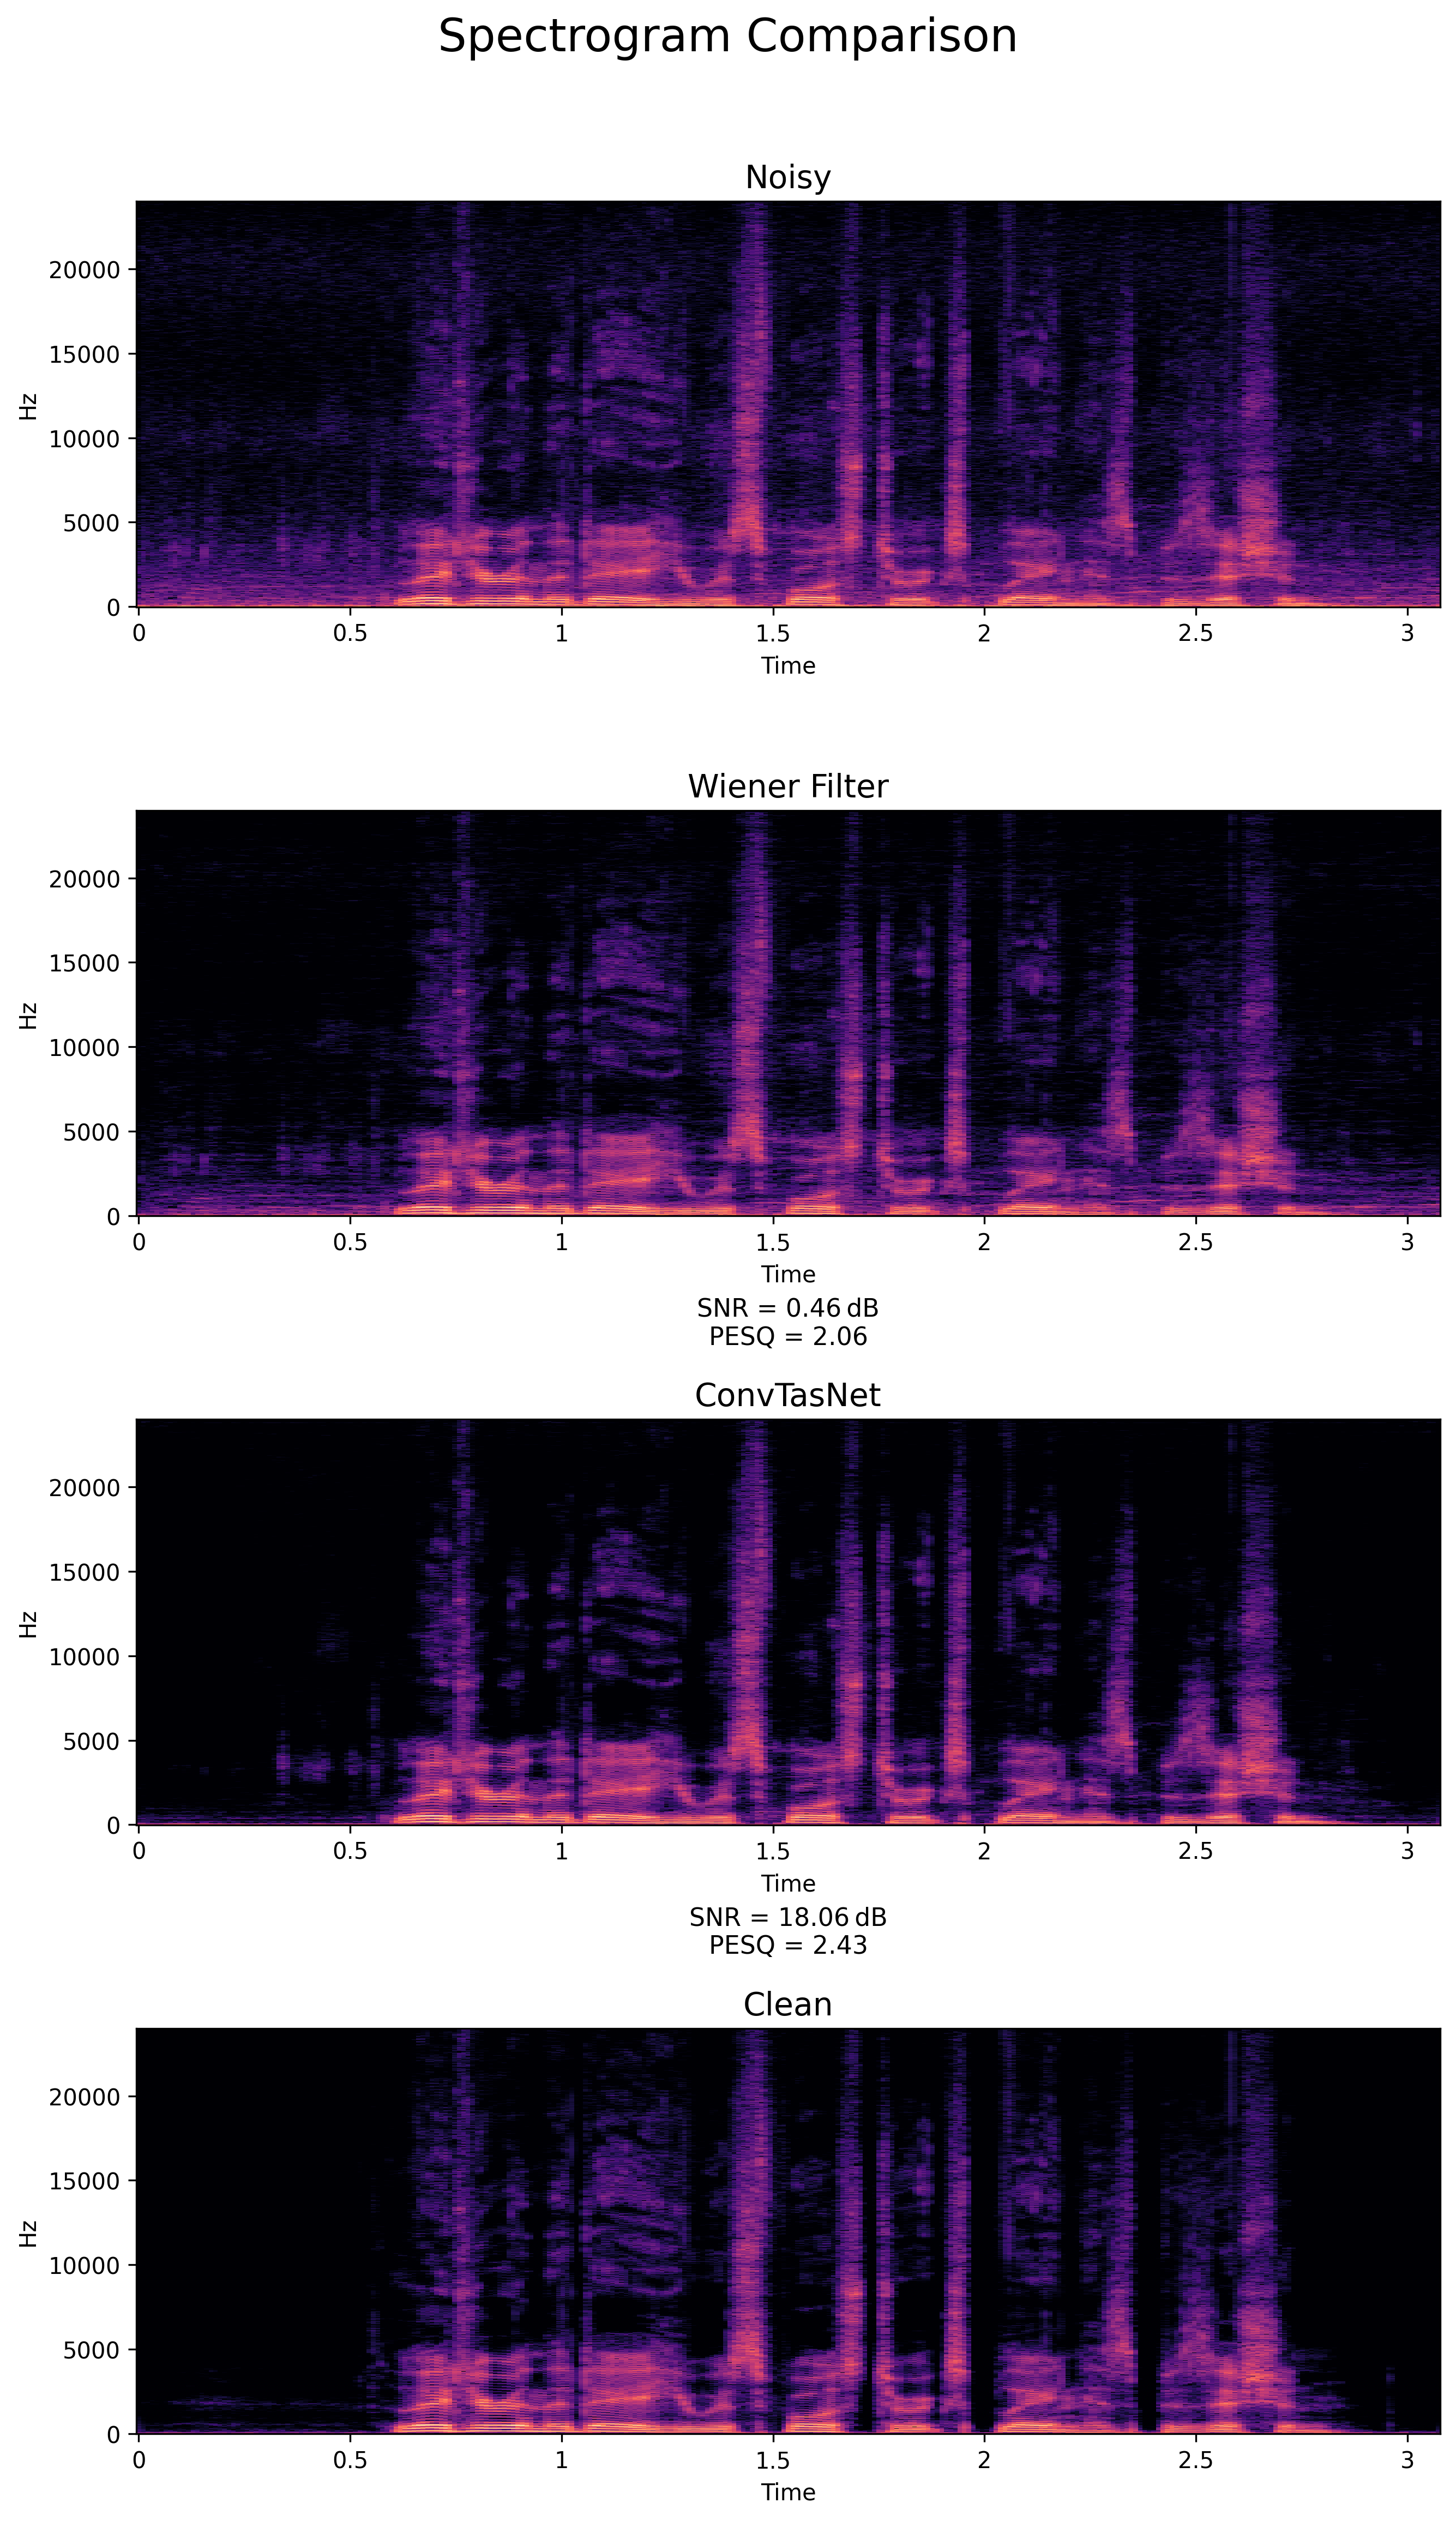 Spectrogram Comparison
Noisy
20000
15000
10000
5000
0
Hz
0 0.5 1 1.5 2 2.5 3
Time
Wiener Filter
20000
15000
10000
5000
0
Hz
0 0.5 1 1.5 2 2.5 3
Time
SNR = 0.46 dB
PESQ = 2.06
ConvTasNet
20000
15000
10000
5000
0
Hz
0 0.5 1 1.5 2 2.5 3
Time
SNR = 18.06 dB
PESQ = 2.43
Clean
20000
15000
10000
5000
0
Hz
0 0.5 1 1.5 2 2.5 3
Time